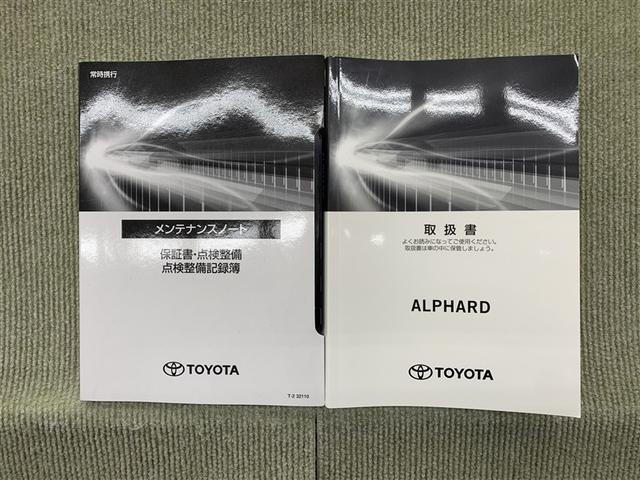 常時携行
メンテナンスノート
保証書・点検整備
点検整備記録簿
TOYOTA
T-2 32110
取扱書
よくお読みになってご使用ください。
取扱書は車の中に保管しましょう。
ALPHARD
TOYOTA